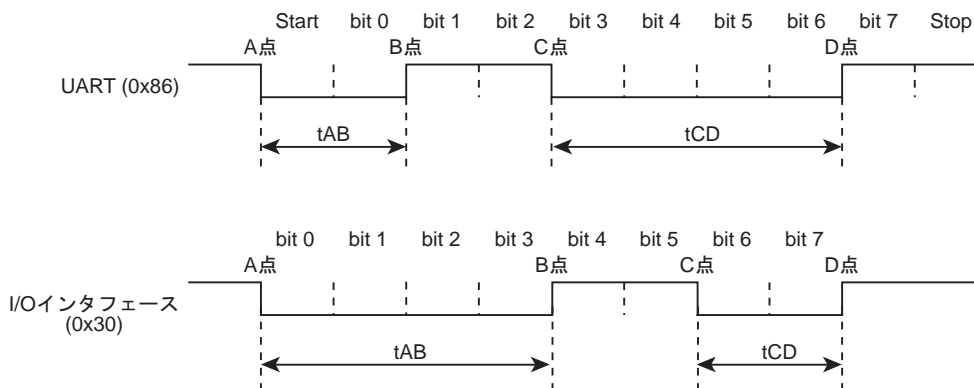 Start bit 0 bit 1 bit 2 bit 3 bit 4 bit 5 bit 6 bit 7 Stop
A点 B点 C点 D点
UART (0x86)
tAB tCD
bit 0 bit 1 bit 2 bit 3 bit 4 bit 5 bit 6 bit 7
A点 B点 C点 D点
I/Oインタフェース
(0x30)
tAB tCD